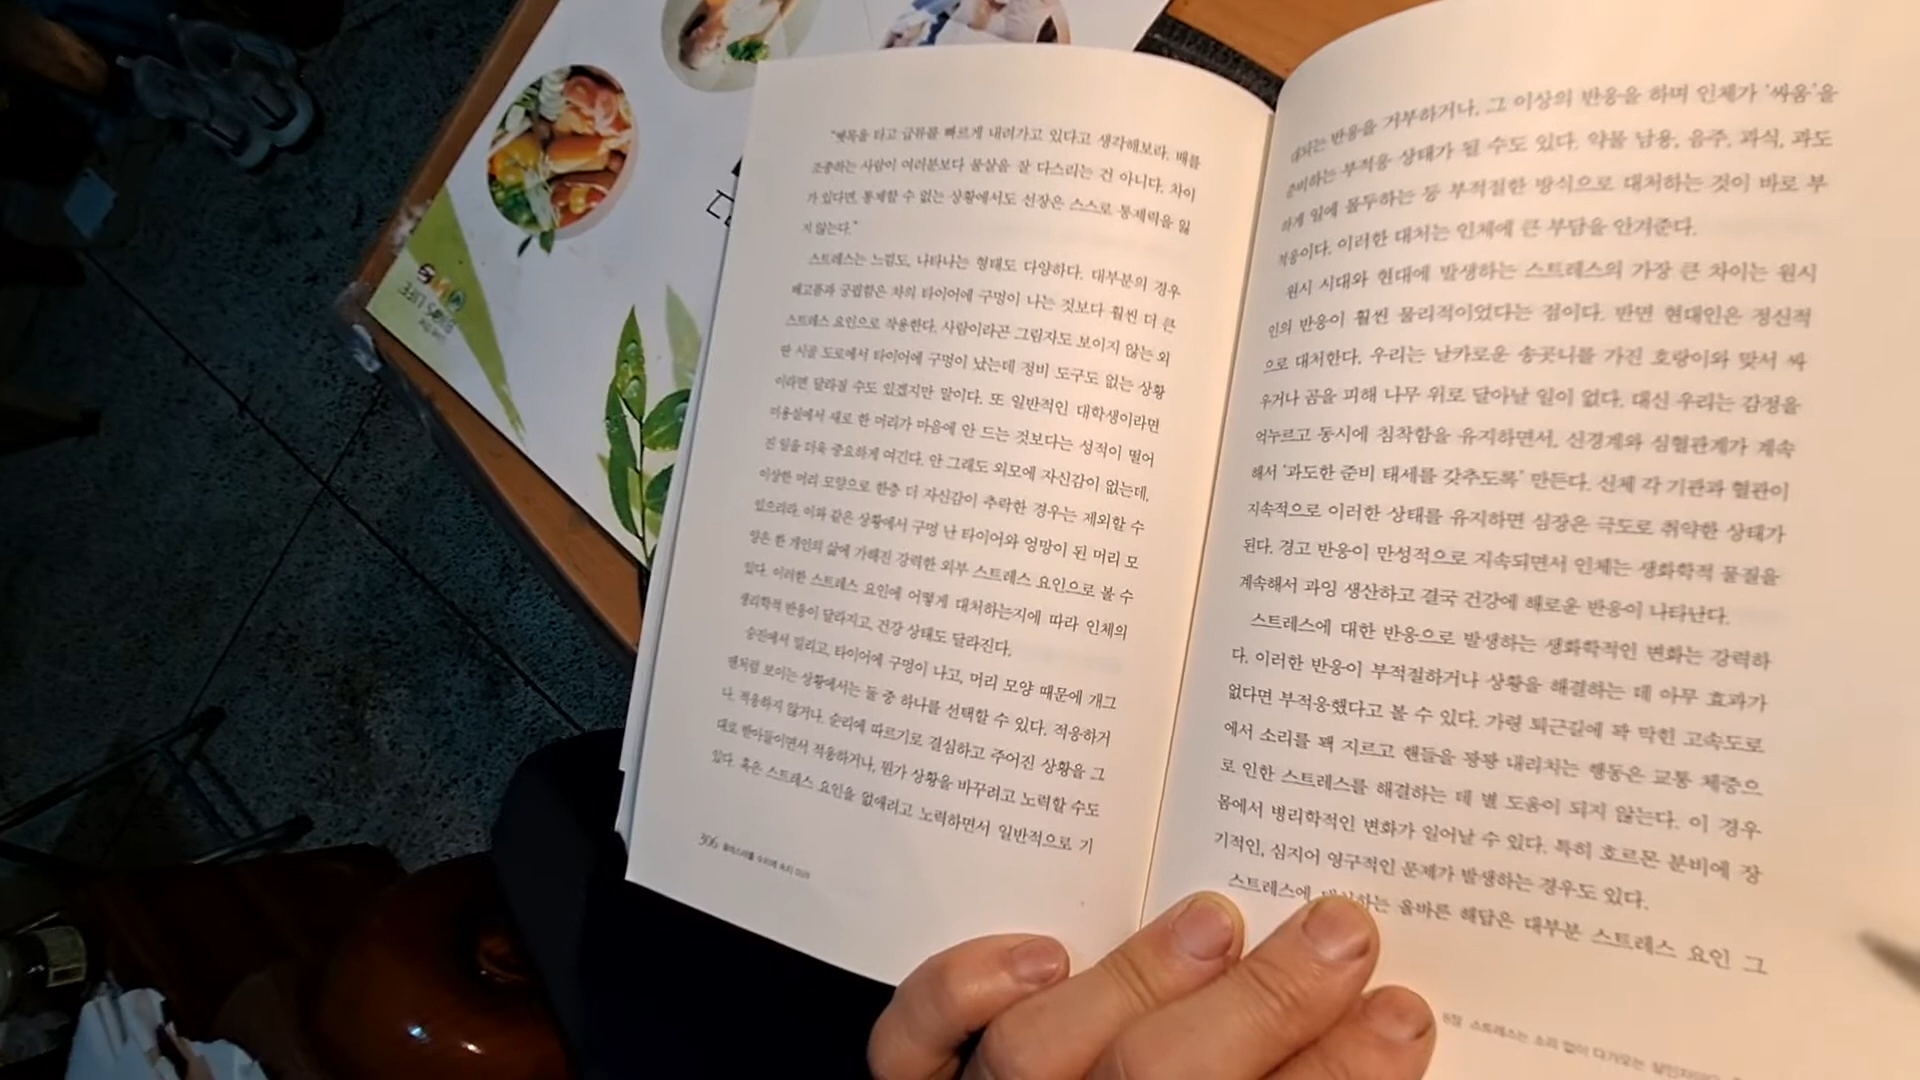 "뗏목을 타고 급류를 빠르게 내려가고 있다고 생각해보라. 배를
조종하는 사람이 여러분보다 물살을 잘 다스리는 건 아니다. 차이
가 있다면, 통제할 수 없는 상황에서도 선장은 스스로 통제력을 잃
지 않는다."
스트레스는 느낌도, 나타나는 형태도 다양하다. 대부분의 경우
배고픔과 궁핍함은 차의 타이어에 구멍이 나는 것보다 훨씬 더 큰
스트레스 요인으로 작용한다. 사람이라곤 그림자도 보이지 않는 외
딴 시골 도로에서 타이어에 구멍이 났는데 정비 도구도 없는 상황
이라면 달라질 수도 있겠지만 말이다. 또 일반적인 대학생이라면
미용실에서 새로 한 머리가 마음에 안 드는 것보다는 성적이 떨어
진 일을 더욱 중요하게 여긴다. 안 그래도 외모에 자신감이 없는데,
이상한 머리 모양으로 한층 더 자신감이 추락한 경우는 제외할 수
있으리라. 이와 같은 상황에서 구멍 난 타이어와 엉망이 된 머리 모
양은 한 개인의 삶에 가해진 강력한 외부 스트레스 요인으로 볼 수
있다. 이러한 스트레스 요인에 어떻게 대처하는지에 따라 인체의
생리학적 반응이 달라지고, 건강 상태도 달라진다.
승진에서 밀리고, 타이어에 구멍이 나고, 머리 모양 때문에 개그
맨처럼 보이는 상황에서는 둘 중 하나를 선택할 수 있다. 적응하거
나, 적응하지 않거나. 순리에 따르기로 결심하고 주어진 상황을 그
대로 받아들이면서 적응하거나, 뭔가 상황을 바꾸려고 노력할 수도
있다. 혹은 스트레스 요인을 없애려고 노력하면서 일반적으로 기
306 콜레스테롤 수치에 속지 마라
대되는 반응을 거부하거나, 그 이상의 반응을 하며 인체가 '싸움'을
준비하는 부적응 상태가 될 수도 있다. 약물 남용, 음주, 과식, 과도
하게 일에 몰두하는 등 부적절한 방식으로 대처하는 것이 바로 부
적응이다. 이러한 대처는 인체에 큰 부담을 안겨준다.
원시 시대와 현대에 발생하는 스트레스의 가장 큰 차이는 원시
인의 반응이 훨씬 물리적이었다는 점이다. 반면 현대인은 정신적
으로 대처한다. 우리는 날카로운 송곳니를 가진 호랑이와 맞서 싸
우거나 곰을 피해 나무 위로 달아날 일이 없다. 대신 우리는 감정을
억누르고 동시에 침착함을 유지하면서, 신경계와 심혈관계가 계속
해서 '과도한 준비 태세를 갖추도록' 만든다. 신체 각 기관과 혈관이
지속적으로 이러한 상태를 유지하면 심장은 극도로 취약한 상태가
된다. 경고 반응이 만성적으로 지속되면서 인체는 생화학적 물질을
계속해서 과잉 생산하고 결국 건강에 해로운 반응이 나타난다.
스트레스에 대한 반응으로 발생하는 생화학적인 변화는 강력하
다. 이러한 반응이 부적절하거나 상황을 해결하는 데 아무 효과가
없다면 부적응했다고 볼 수 있다. 가령 퇴근길에 꽉 막힌 고속도로
에서 소리를 꽥 지르고 핸들을 쾅쾅 내리치는 행동은 교통 체증으
로 인한 스트레스를 해결하는 데 별 도움이 되지 않는다. 이 경우
몸에서 병리학적인 변화가 일어날 수 있다. 특히 호르몬 분비에 장
기적인, 심지어 영구적인 문제가 발생하는 경우도 있다.
스트레스에 대처하는 올바른 해답은 대부분 스트레스 요인 그
8장 스트레스는 소리 없이 다가오는 살인자이다